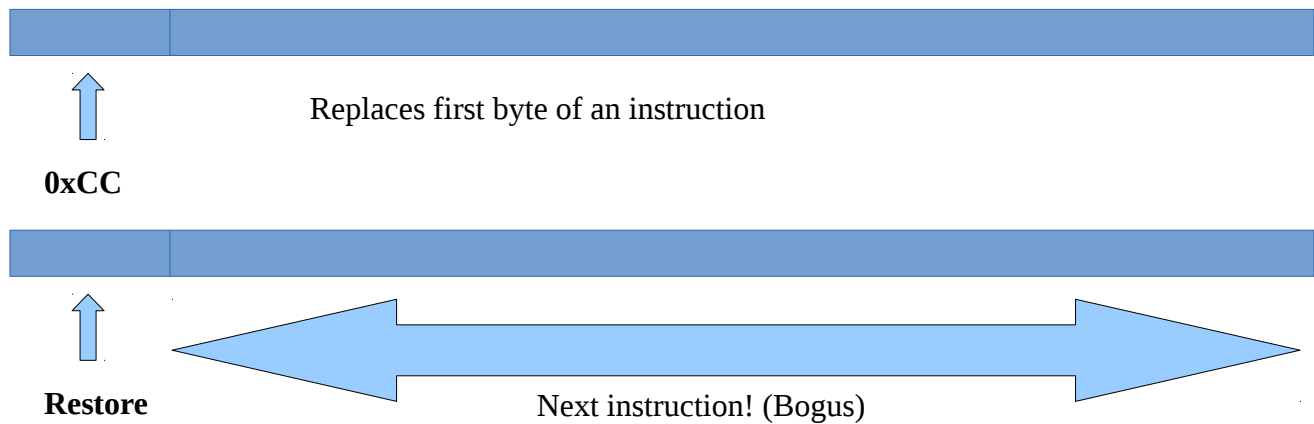 Replaces first byte of an instruction
0xCC
Restore
Next instruction! (Bogus)